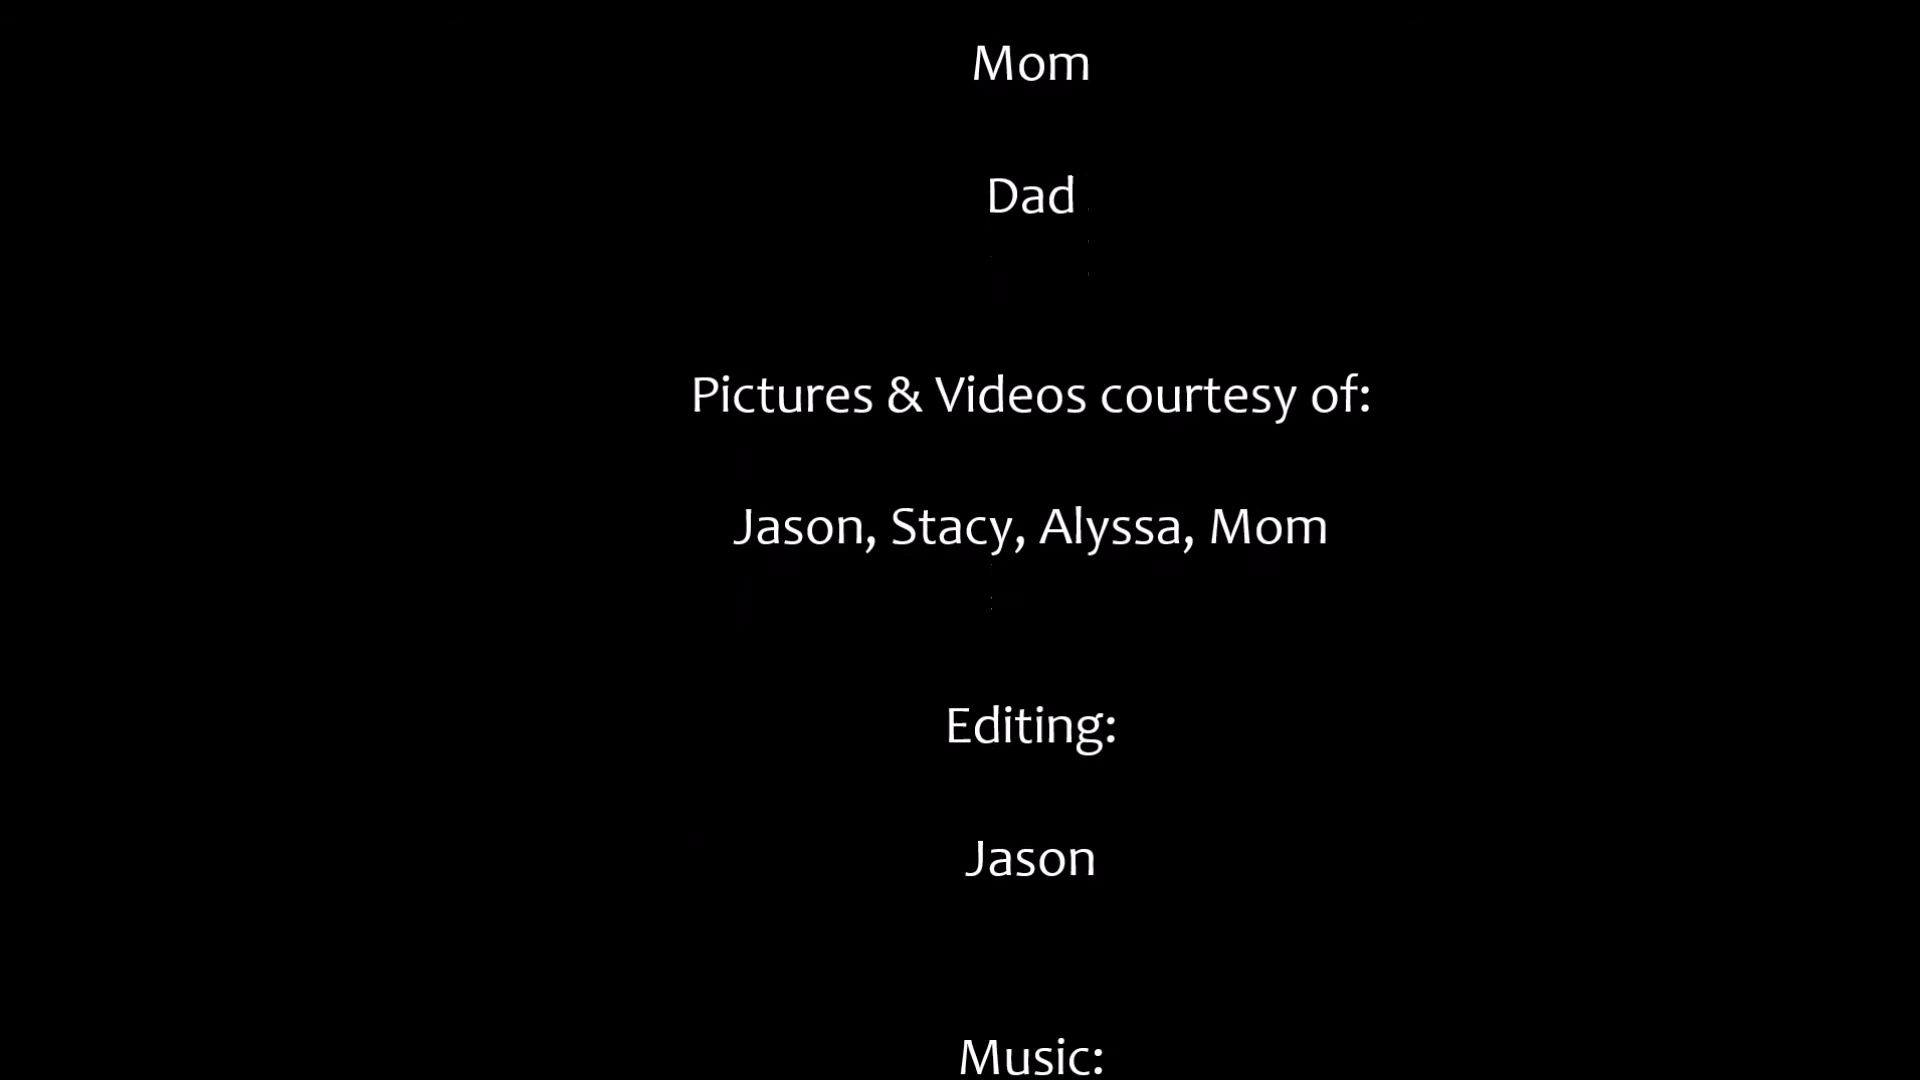 Mom
Dad
Pictures & Videos courtesy of:
Jason, Stacy, Alyssa, Mom
Editing:
Jason
Music: